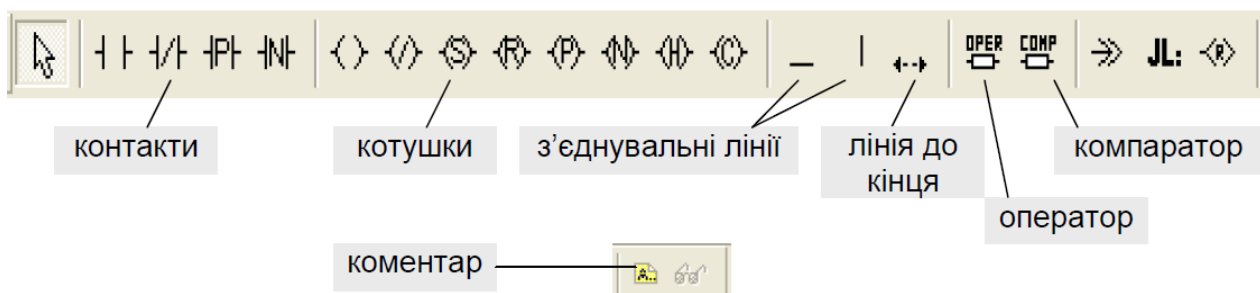 P N S R P N H C OPER COMP JL: R
контакти котушки з’єднувальні лінії лінія до кінця компаратор
оператор
коментар